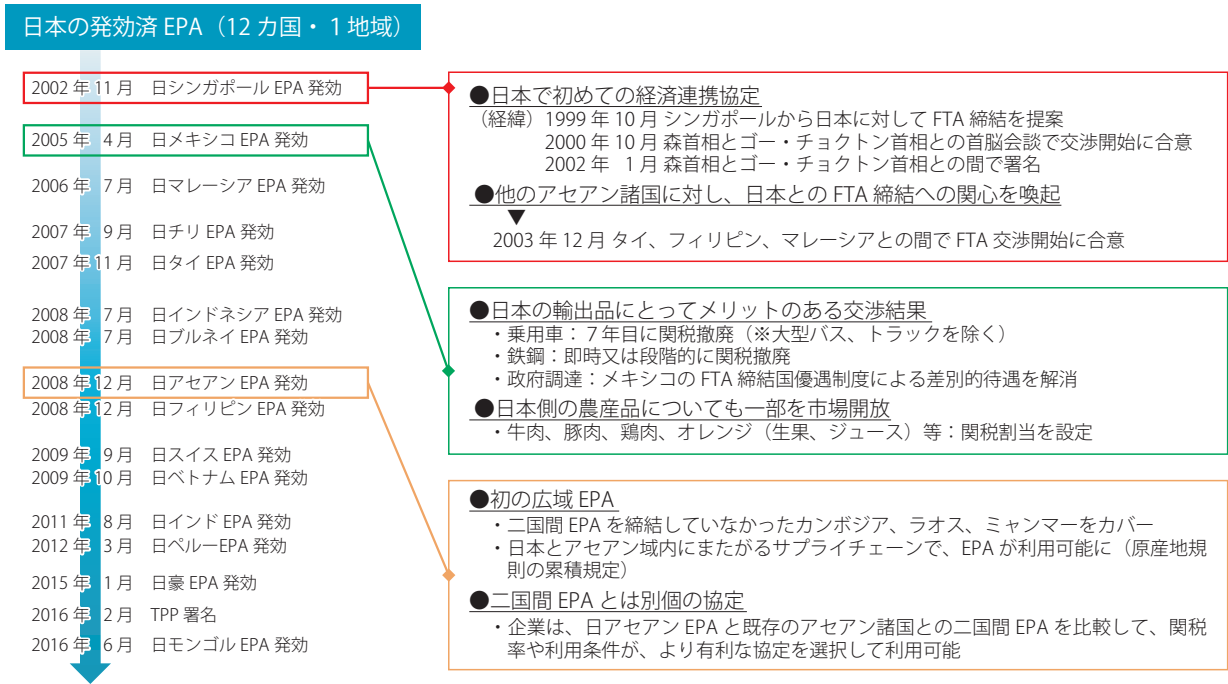 日本の発効済 EPA（12 カ国・１地域）
2002 年 11 月　日シンガポール EPA 発効
2005 年　4 月　日メキシコ EPA 発効
2006 年　7 月　日マレーシア EPA 発効
2007 年　9 月　日チリ EPA 発効
2007 年 11 月　日タイ EPA 発効
2008 年　7 月　日インドネシア EPA 発効
2008 年　7 月　日ブルネイ EPA 発効
2008 年 12 月　日アセアン EPA 発効
2008 年 12 月　日フィリピン EPA 発効
2009 年　9 月　日スイス EPA 発効
2009 年 10 月　日ベトナム EPA 発効
2011 年　8 月　日インド EPA 発効
2012 年　3 月　日ペルーEPA 発効
2015 年　1 月　日豪 EPA 発効
2016 年　2 月　TPP 署名
2016 年　6 月　日モンゴル EPA 発効
●日本で初めての経済連携協定
（経緯）1999 年 10 月 シンガポールから日本に対して FTA 締結を提案
2000 年 10 月 森首相とゴー・チョクトン首相との首脳会談で交渉開始に合意
2002 年　1 月 森首相とゴー・チョクトン首相との間で署名
●他のアセアン諸国に対し、日本との FTA 締結への関心を喚起
▼
2003 年 12 月 タイ、フィリピン、マレーシアとの間で FTA 交渉開始に合意
●日本の輸出品にとってメリットのある交渉結果
・乗用車：７年目に関税撤廃（※大型バス、トラックを除く）
・鉄鋼：即時又は段階的に関税撤廃
・政府調達：メキシコの FTA 締結国優遇制度による差別的待遇を解消
●日本側の農産品についても一部を市場開放
・牛肉、豚肉、鶏肉、オレンジ（生果、ジュース）等：関税割当を設定
●初の広域 EPA
・二国間 EPA を締結していなかったカンボジア、ラオス、ミャンマーをカバー
・日本とアセアン域内にまたがるサプライチェーンで、EPA が利用可能に（原産地規
則の累積規定）
●二国間 EPA とは別個の協定
・企業は、日アセアン EPA と既存のアセアン諸国との二国間 EPA を比較して、関税
率や利用条件が、より有利な協定を選択して利用可能